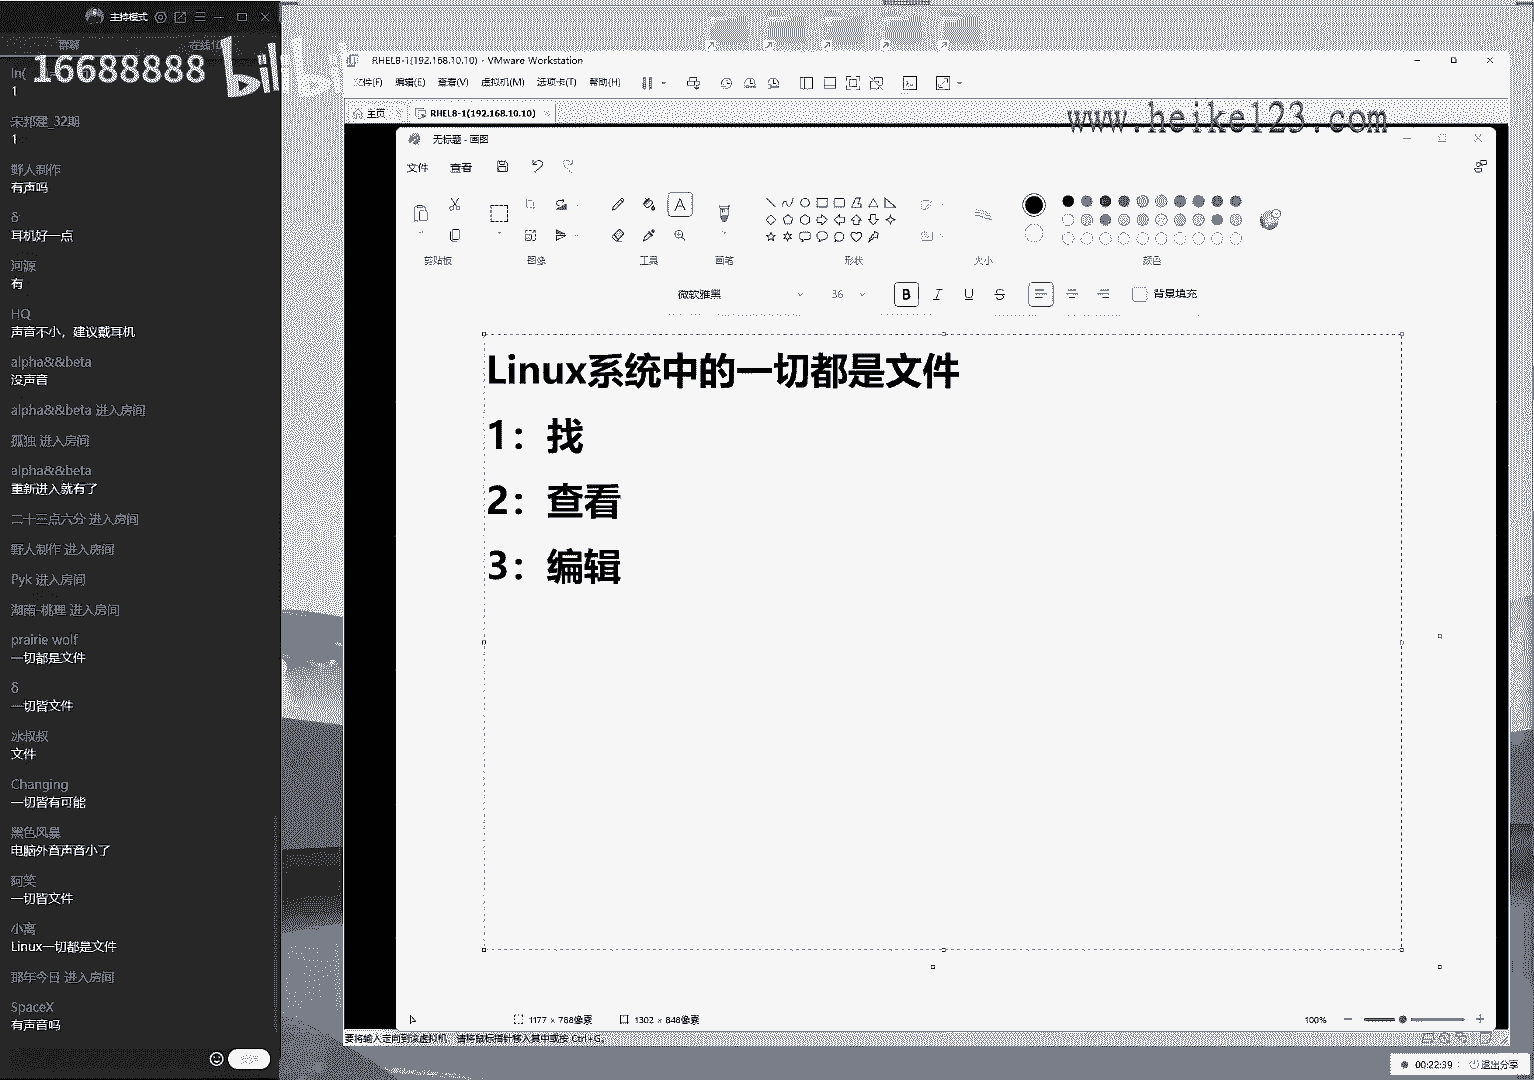 主持模式
群聊
16688888
bilibili
1
宋邦建_32期
1
野人制作
有声吗
δ
耳机好一点
河源
有
HQ
声音不小，建议戴耳机
alpha&&beta
没声音
alpha&&beta 进入房间
孤独 进入房间
alpha&&beta
重新进入就有了
二十三点六分 进入房间
野人制作 进入房间
Pyk 进入房间
湖南-桃理 进入房间
prairie wolf
一切都是文件
δ
一切皆文件
冰叔叔
文件
Changing
一切皆有可能
黑色风暴
电脑外音声音小了
阿笑
一切皆文件
小离
Linux一切都是文件
那年今日 进入房间
SpaceX
有声音吗
RHEL8-1(192.168.10.10) - VMware Workstation
文件(F) 编辑(E) 查看(V) 虚拟机(M) 选项卡(T) 帮助(H)
主页 RHEL8-1(192.168.10.10)
www.heike123.com
无标题 - 画图
文件 查看
剪贴板 图像 工具 画笔 形状 大小 颜色
微软雅黑 36 B I U S 背景填充
Linux系统中的一切都是文件
1：找
2：查看
3：编辑
1177 × 768像素 1302 × 848像素 100%
要将输入定向到该虚拟机，请将鼠标指针移入其中或按 Ctrl+G。
00:22:39 退出分享